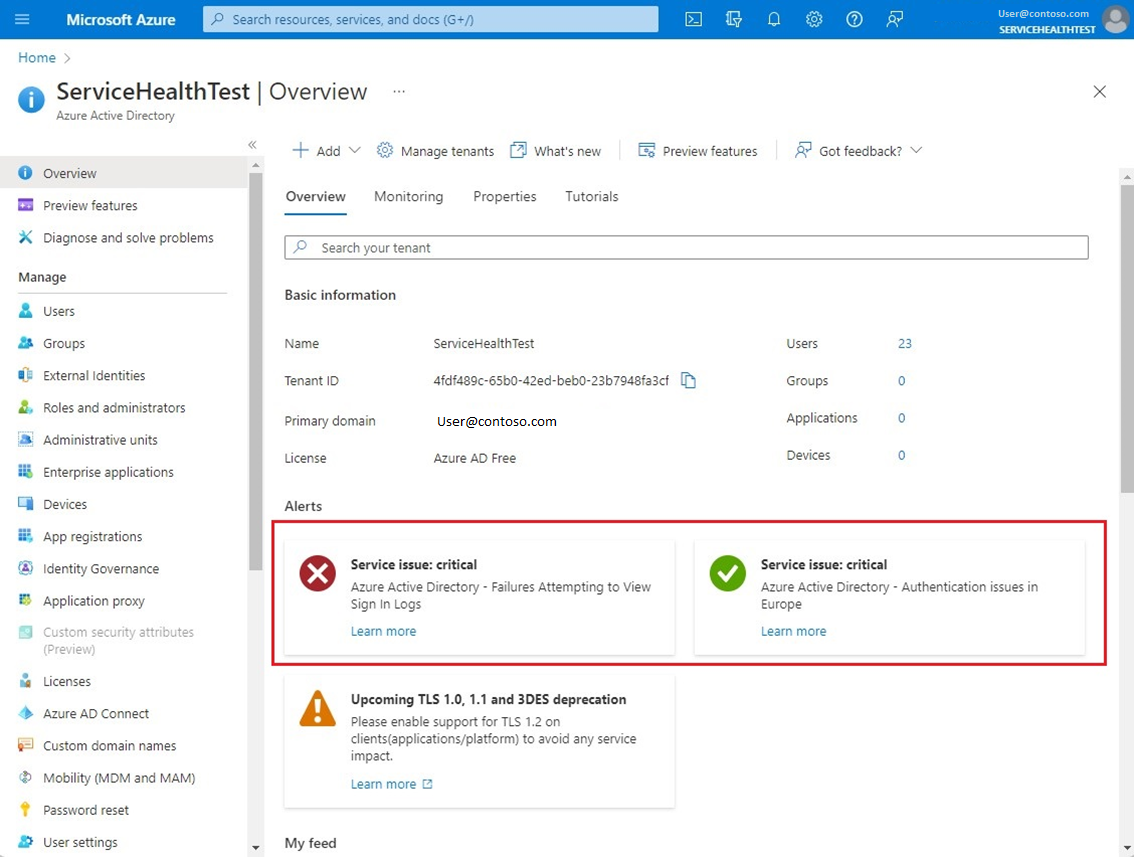 Microsoft Azure
Search resources, services, and docs (G+/)
User@contoso.com
SERVICEHEALTHTEST
Home
ServiceHealthTest | Overview
Azure Active Directory
Overview
Preview features
Diagnose and solve problems
Manage
Users
Groups
External Identities
Roles and administrators
Administrative units
Enterprise applications
Devices
App registrations
Identity Governance
Application proxy
Custom security attributes
(Preview)
Licenses
Azure AD Connect
Custom domain names
Mobility (MDM and MAM)
Password reset
User settings
Add Manage tenants What's new Preview features Got feedback?
Overview Monitoring Properties Tutorials
Search your tenant
Basic information
Name ServiceHealthTest Users 23
Tenant ID 4fdf489c-65b0-42ed-beb0-23b7948fa3cf Groups 0
Primary domain User@contoso.com Applications 0
License Azure AD Free Devices 0
Alerts
Service issue: critical
Azure Active Directory - Failures Attempting to View
Sign In Logs
Learn more
Service issue: critical
Azure Active Directory - Authentication issues in
Europe
Learn more
Upcoming TLS 1.0, 1.1 and 3DES deprecation
Please enable support for TLS 1.2 on
clients(applications/platform) to avoid any service
impact.
Learn more
My feed